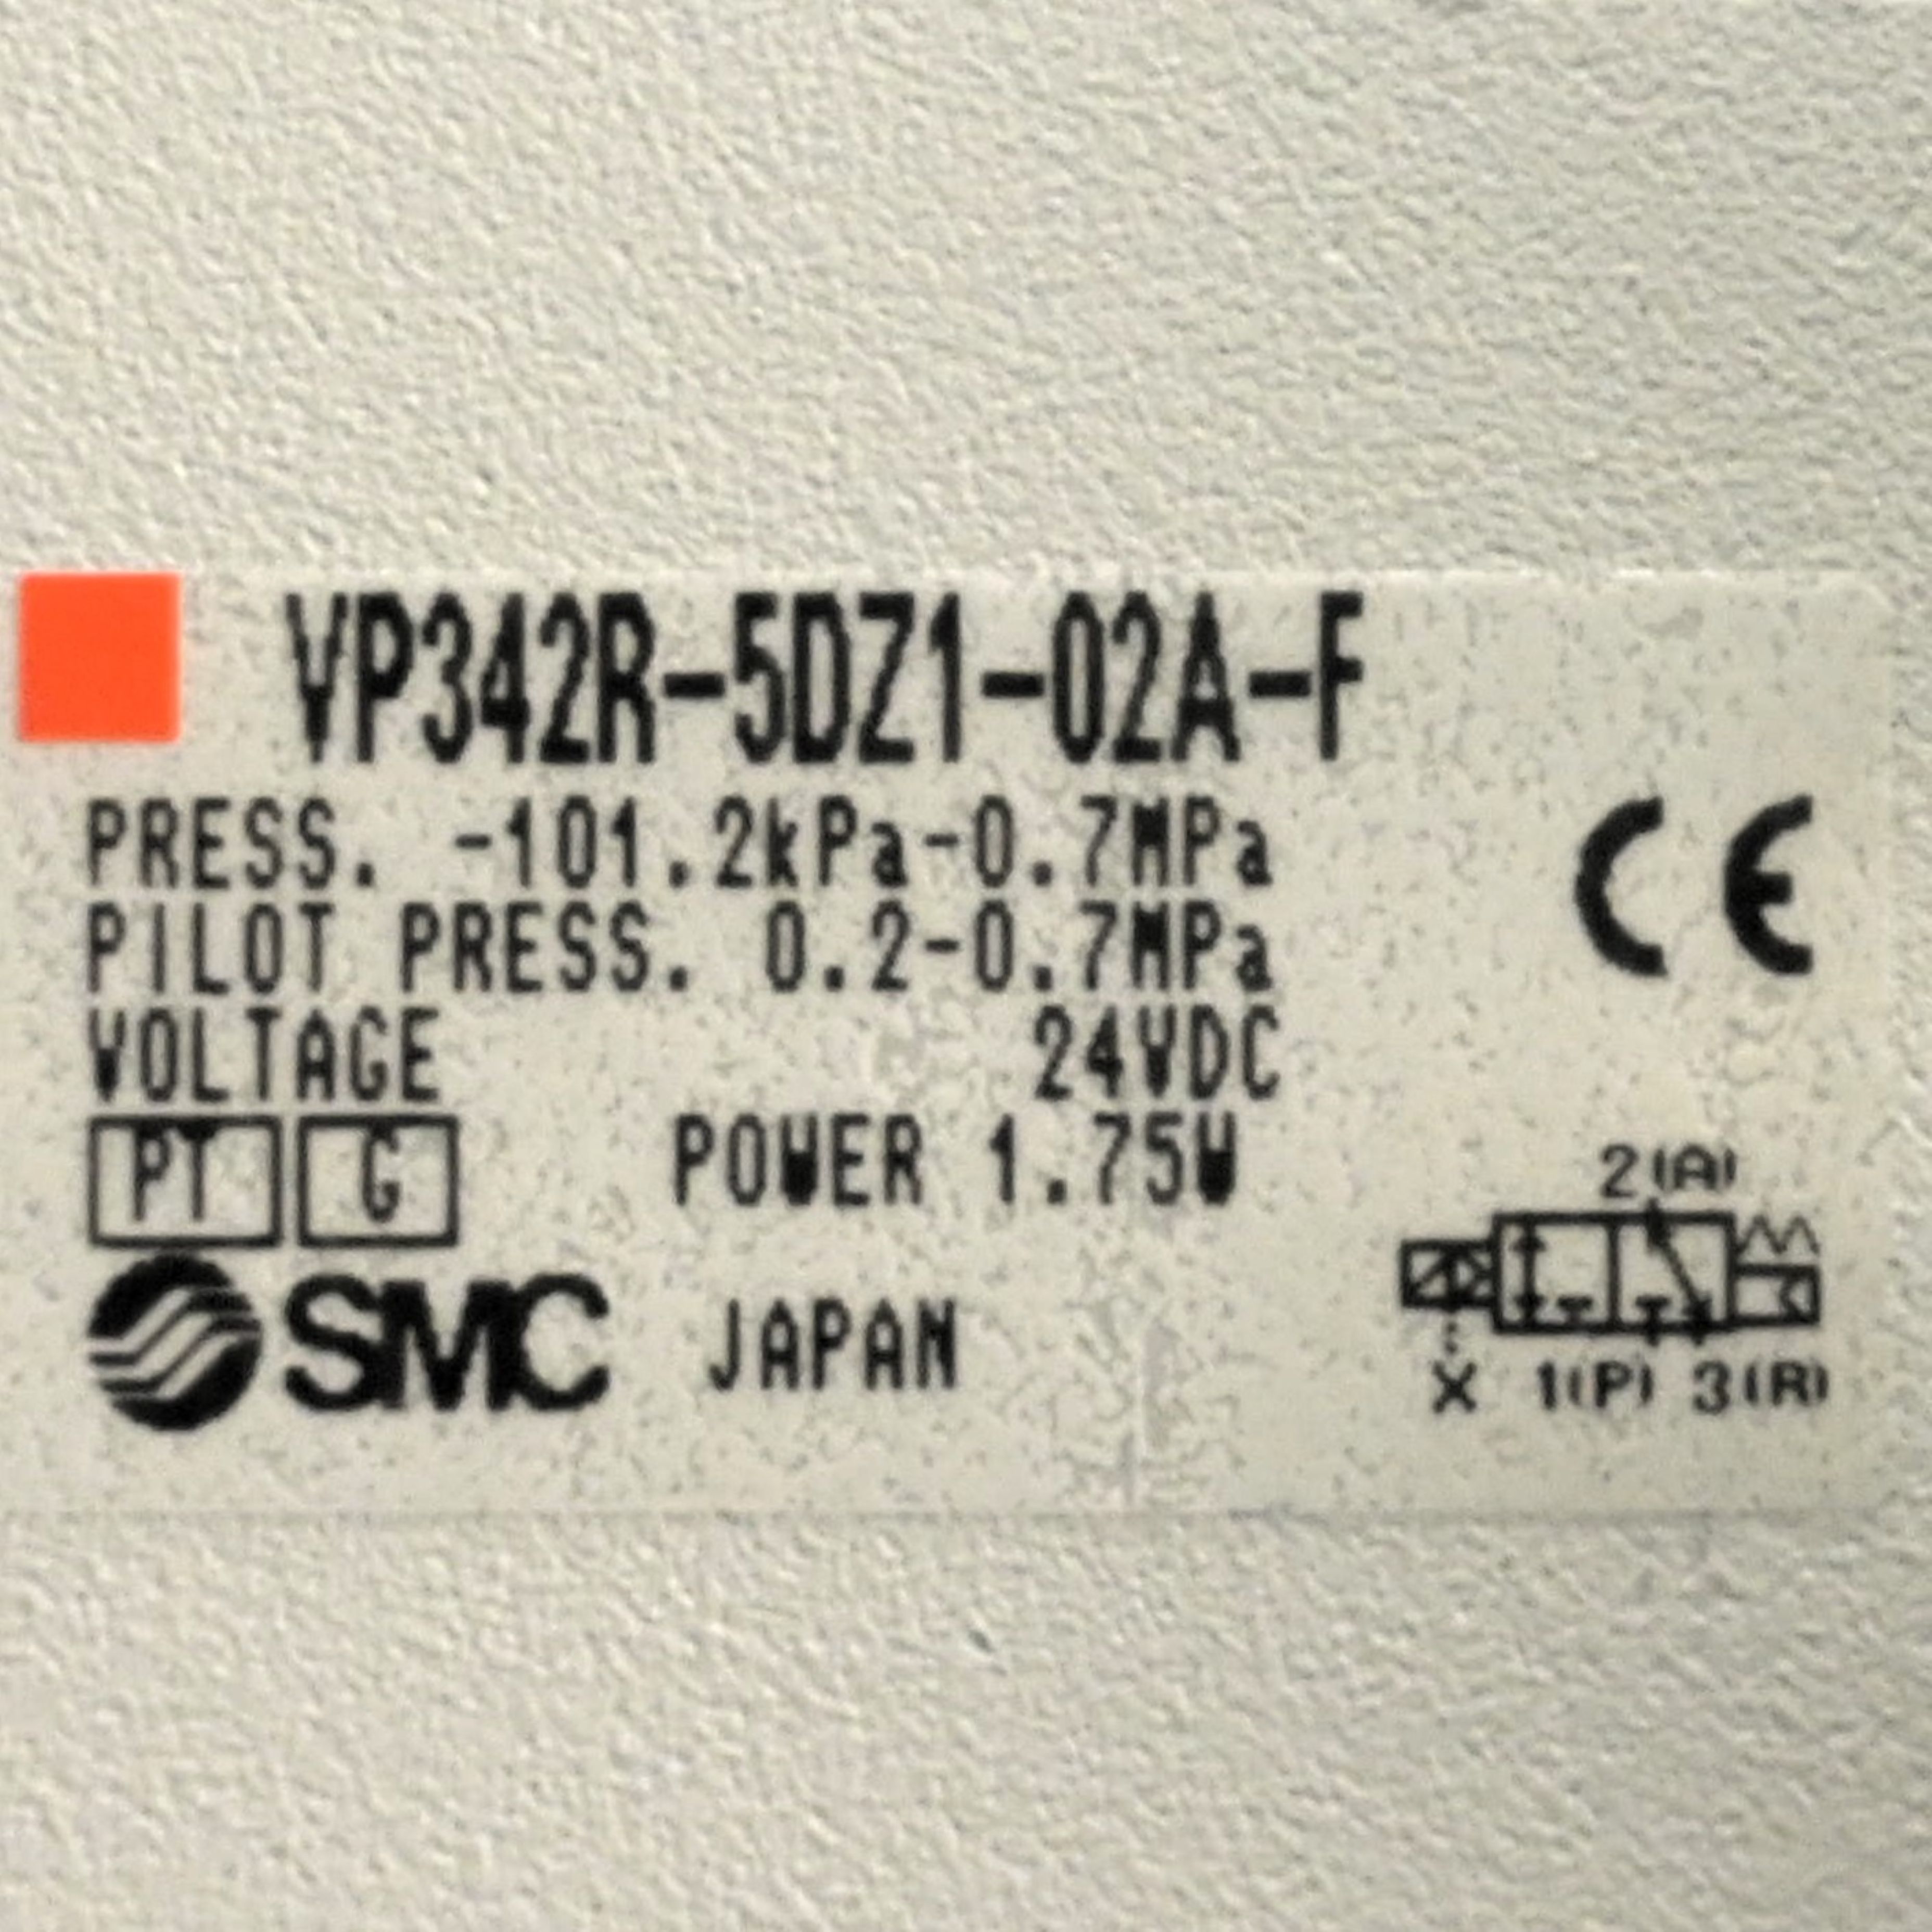 VP342R-5DZ1-02A-F
PRESS. -101.2kPa-0.7MPa
PILOT PRESS. 0.2-0.7MPa
VOLTAGE 24VDC
PT G POWER 1.75W
SMC JAPAN
CE
2(A)
X 1(P) 3(R)